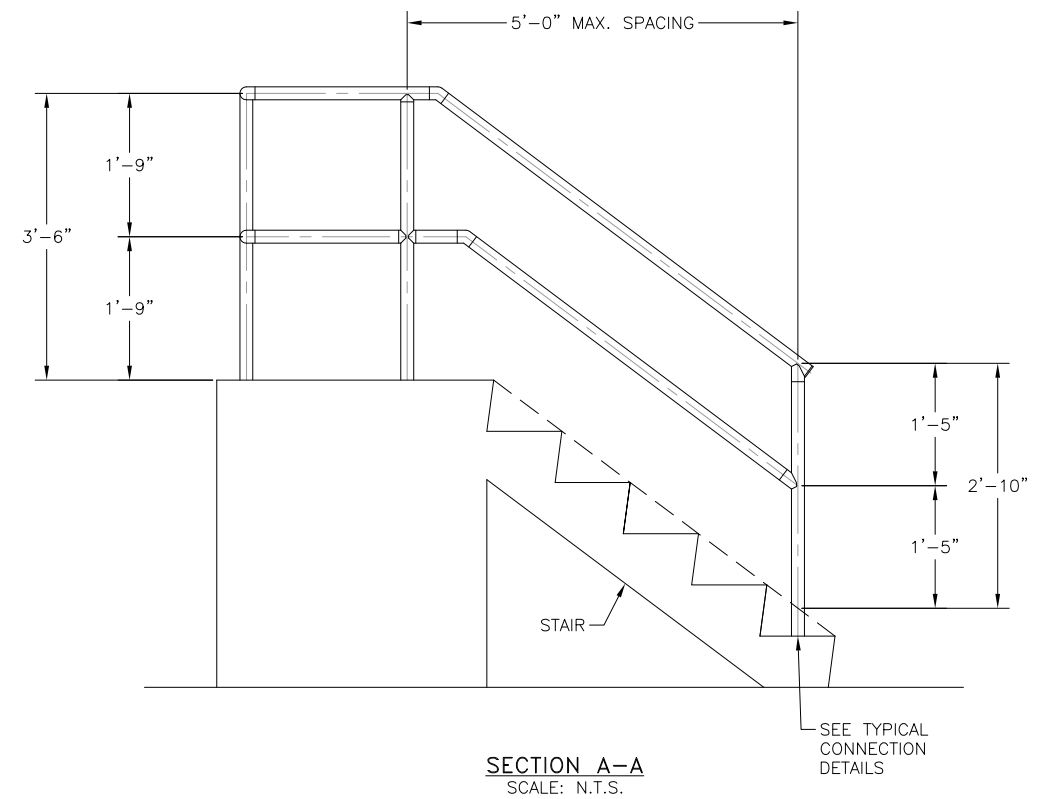 5'-0" MAX. SPACING
1'-9"
3'-6"
1'-9"
1'-5"
2'-10"
1'-5"
STAIR
SEE TYPICAL
CONNECTION
DETAILS
SECTION A-A
SCALE: N.T.S.